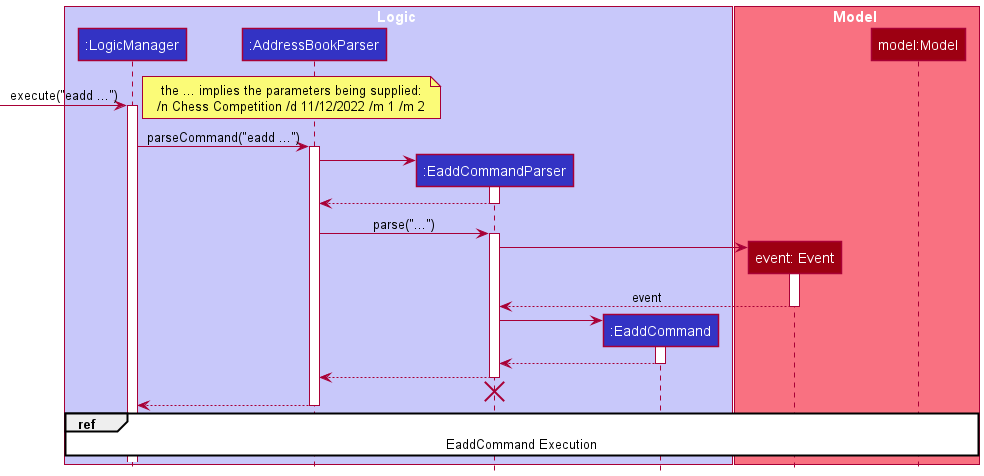 Logic
Model
:LogicManager
:AddressBookParser
model:Model
the ... implies the parameters being supplied:
/n Chess Competition /d 11/12/2022 /m 1 /m 2
execute("eadd ...")
parseCommand("eadd ...")
:EaddCommandParser
parse("...")
event: Event
event
:EaddCommand
ref
EaddCommand Execution